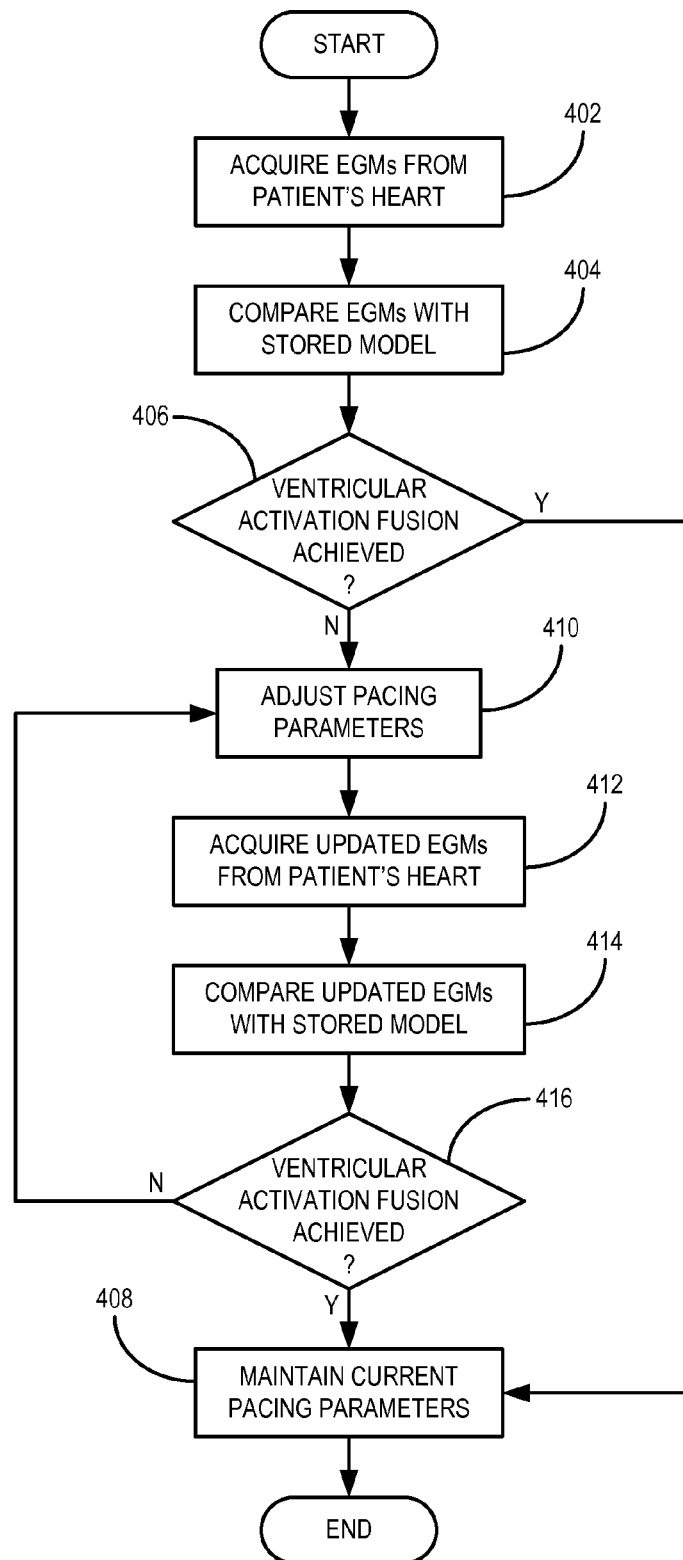 START
402
ACQUIRE EGMs FROM
PATIENT'S HEART
404
COMPARE EGMs WITH
STORED MODEL
406
VENTRICULAR
ACTIVATION FUSION
ACHIEVED
?
Y
N
410
ADJUST PACING
PARAMETERS
412
ACQUIRE UPDATED EGMs
FROM PATIENT'S HEART
414
COMPARE UPDATED EGMs
WITH STORED MODEL
416
VENTRICULAR
ACTIVATION FUSION
ACHIEVED
?
N
Y
408
MAINTAIN CURRENT
PACING PARAMETERS
END